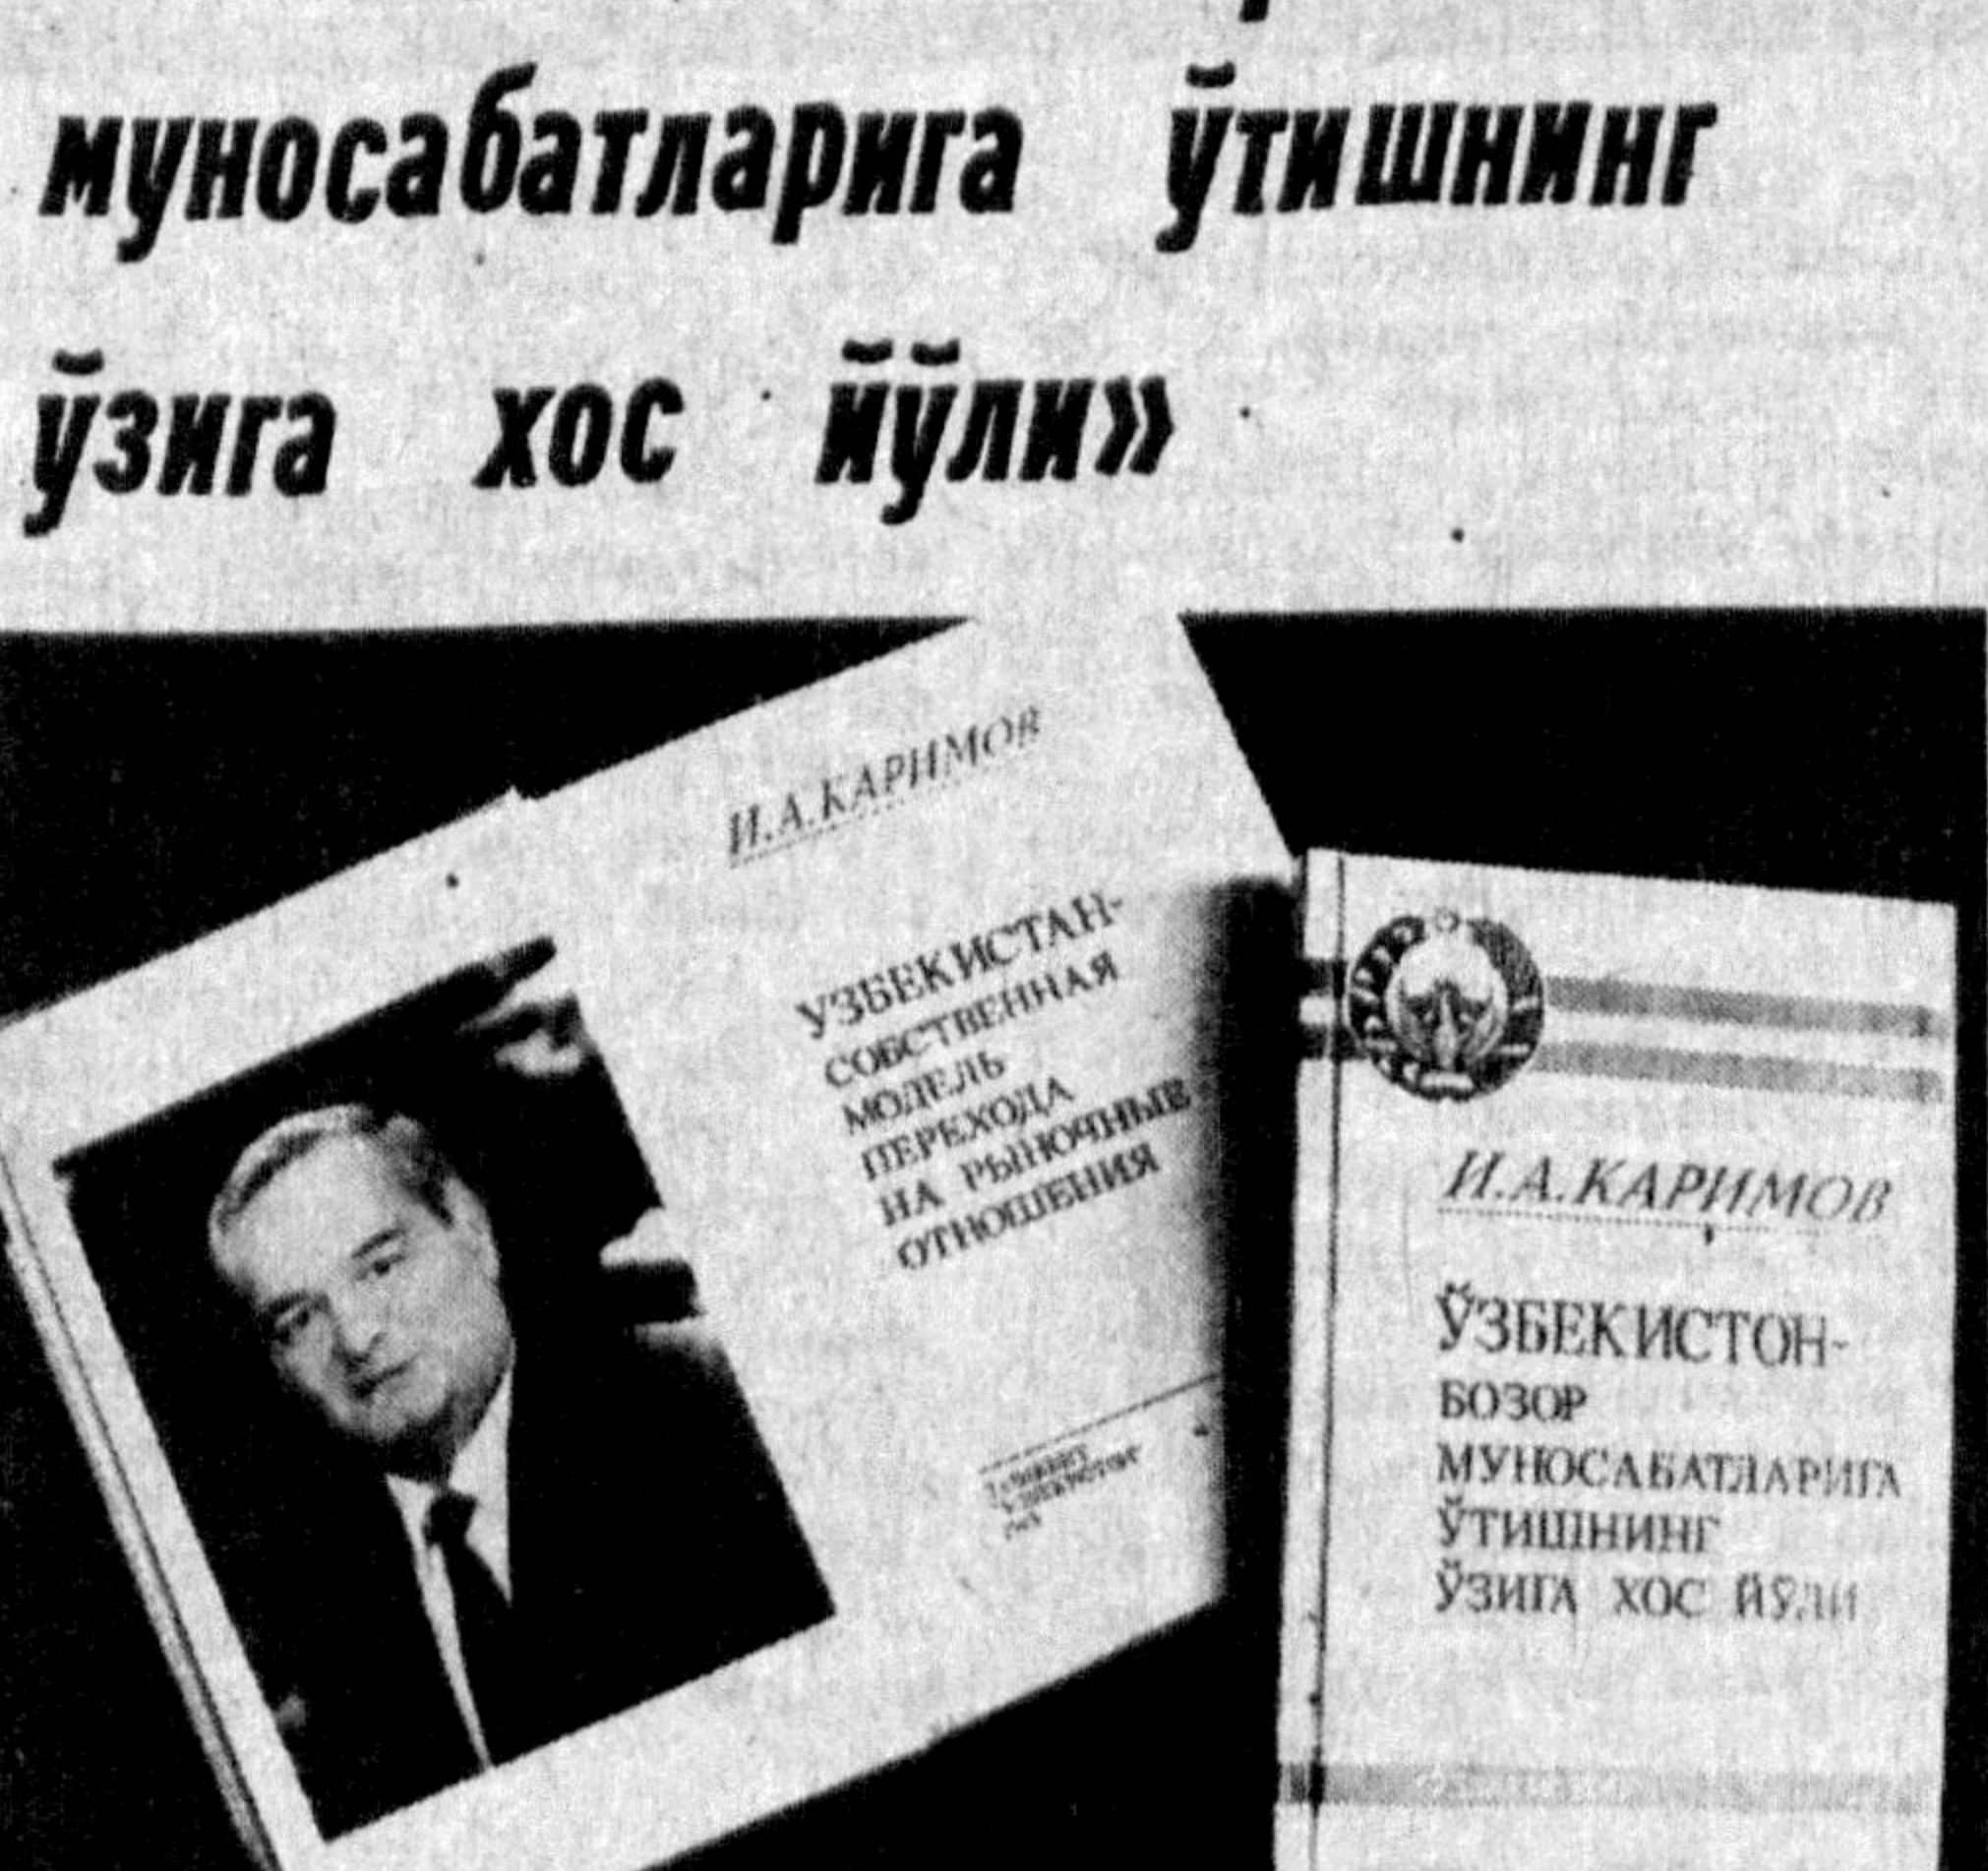 муносабатларига ўтишнинг
ўзига хос йўли»
И.А.КАРИМОВ
УЗБЕКИСТАН-
СОБСТВЕННАЯ
МОДЕЛЬ
ПЕРЕХОДА
НА РЫНОЧНЫЕ
ОТНОШЕНИЯ
И.А.КАРИМОВ
ЎЗБЕКИСТОН-
БОЗОР
МУНОСАБАТЛАРИГА
ЎТИШНИНГ
ЎЗИГА ХОС ЙЎЛИ